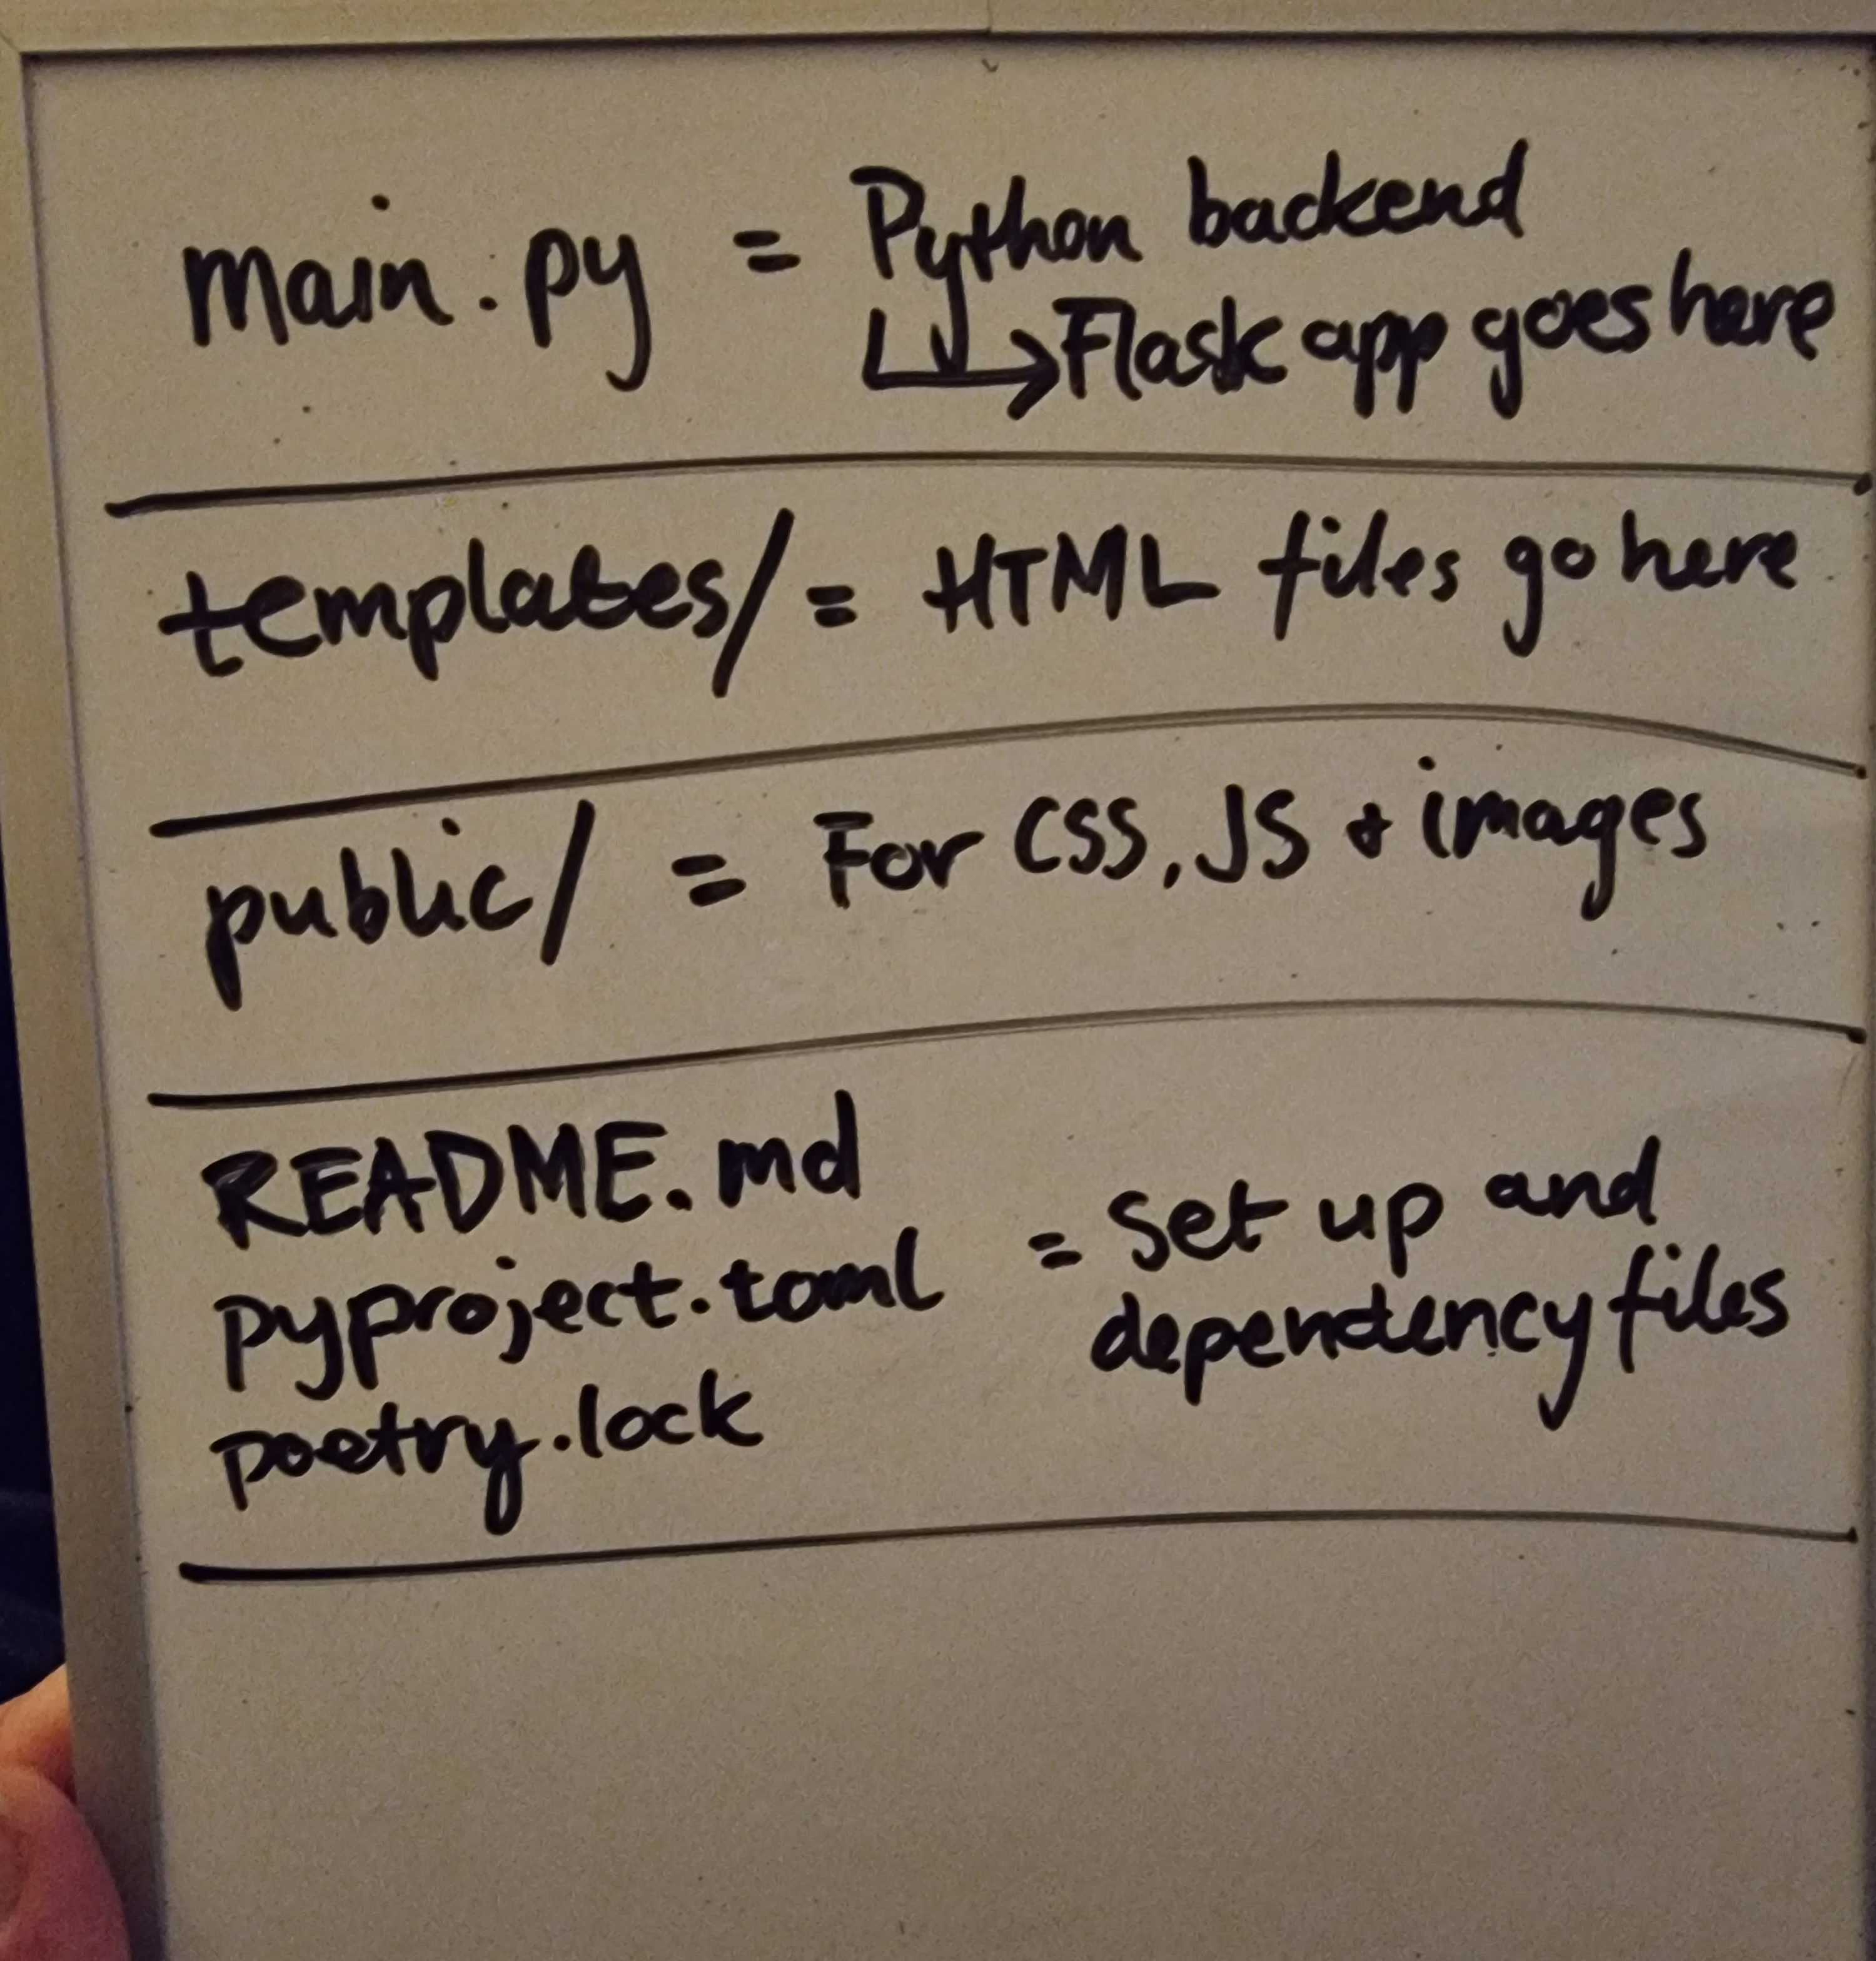 main.py = Python backend
↳Flask app goes here
templates/= HTML files go here
public/ = For CSS, JS + images
README.md
pyproject.toml
poetry.lock
= Set up and
dependency files